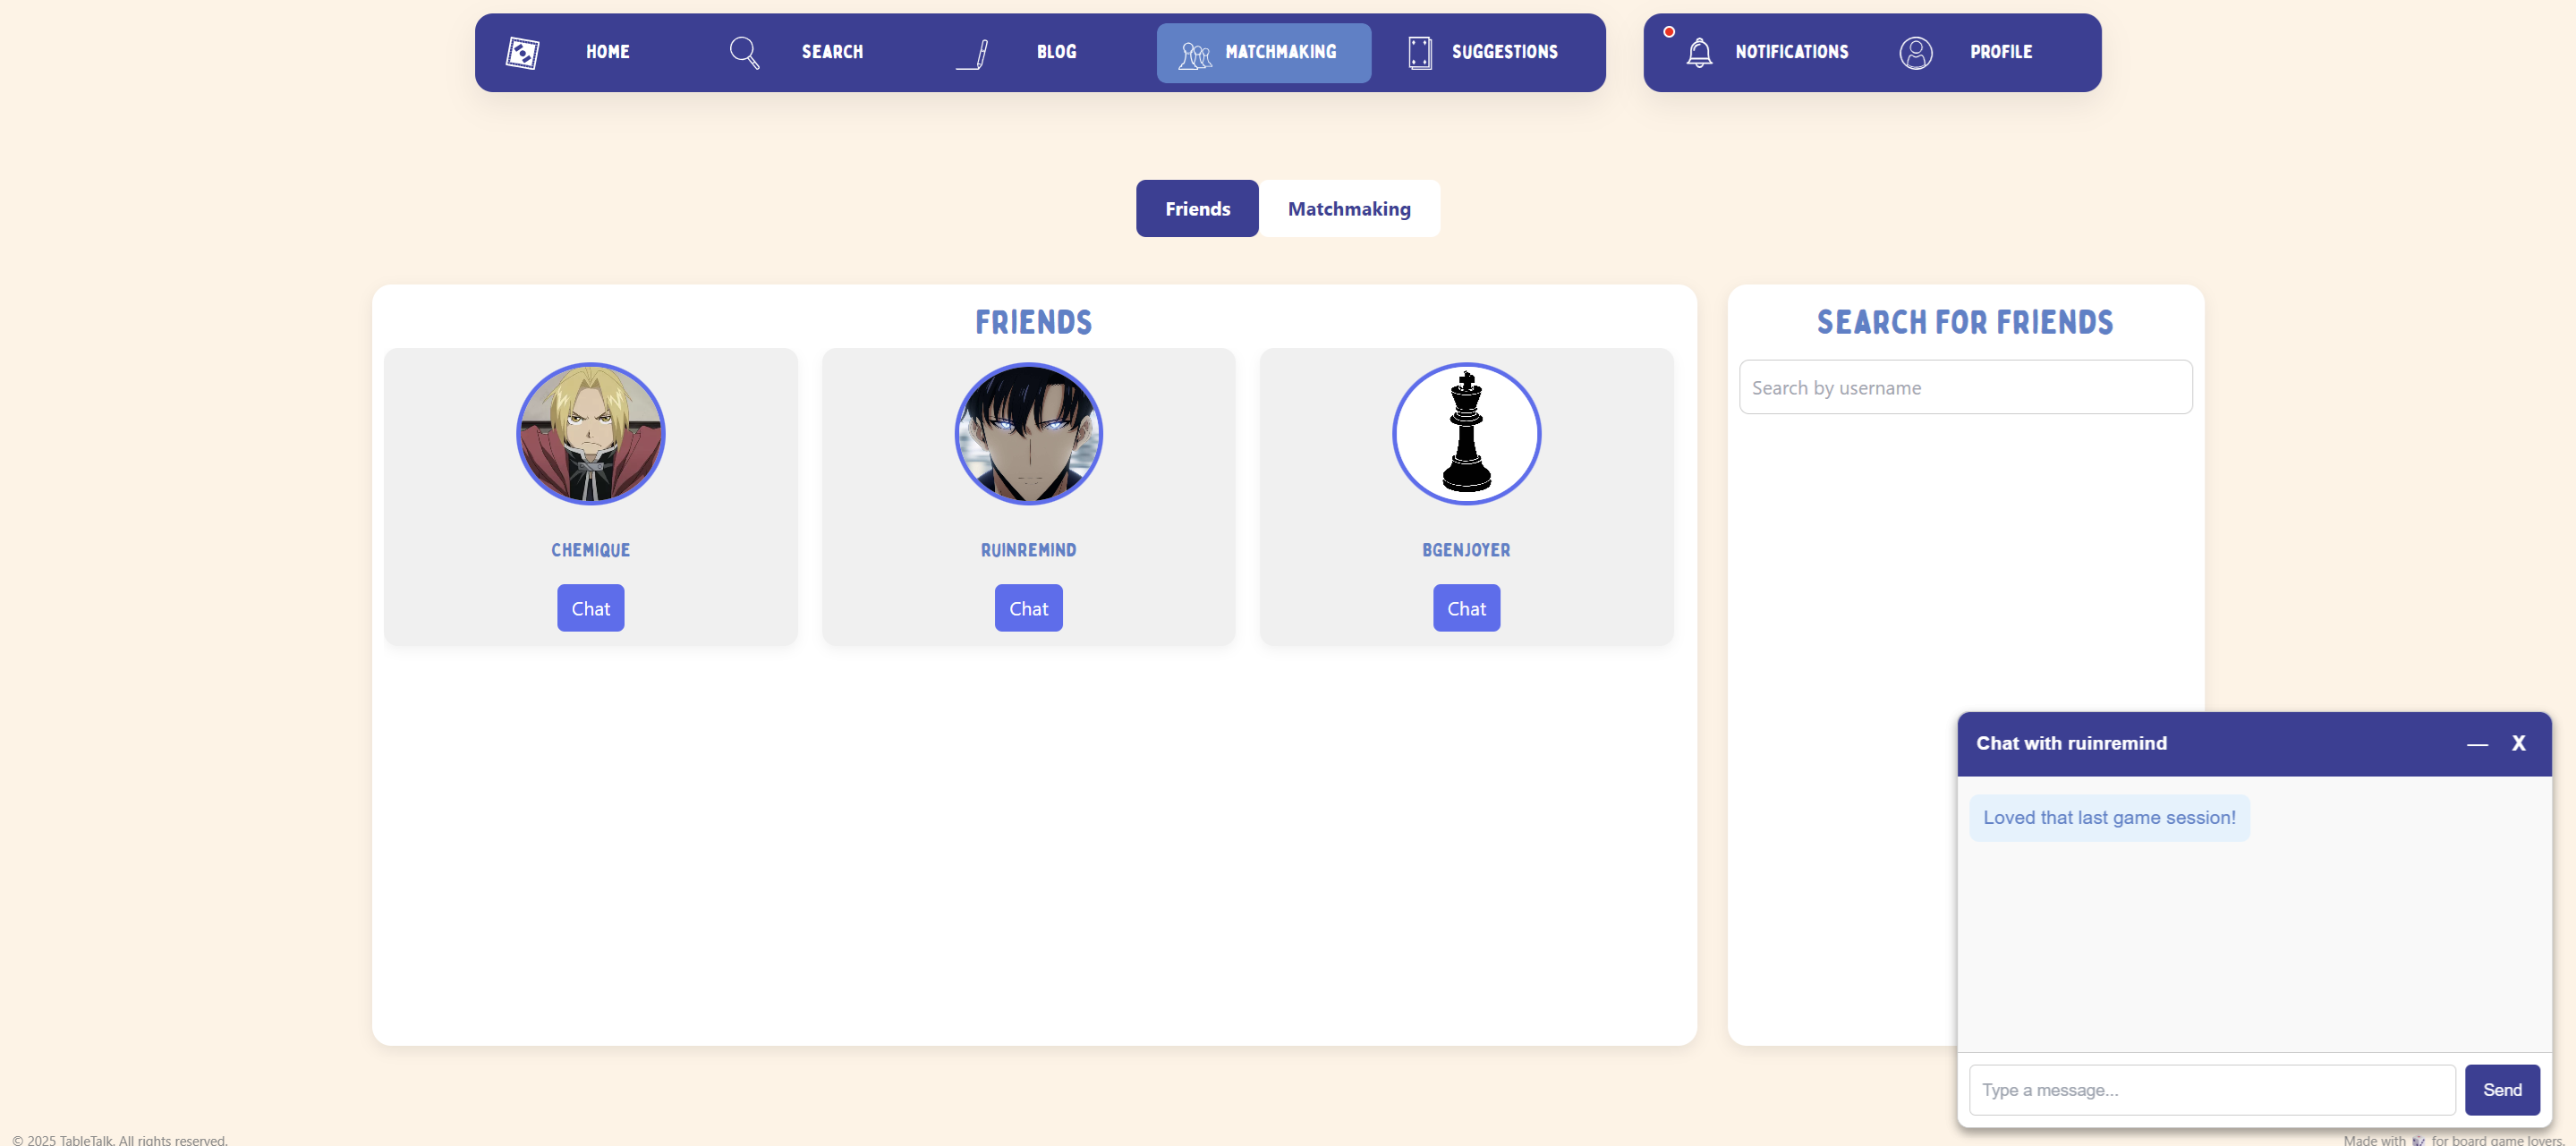 HOME
SEARCH
BLOG
MATCHMAKING
SUGGESTIONS
NOTIFICATIONS
PROFILE
Friends
Matchmaking
FRIENDS
CHEMIQUE
Chat
RUINREMIND
Chat
BGENJOYER
Chat
SEARCH FOR FRIENDS
Search by username
Chat with ruinremind
— X
Loved that last game session!
Type a message...
Send
© 2025 TableTalk. All rights reserved.
Made with 🎲 for board game lovers.